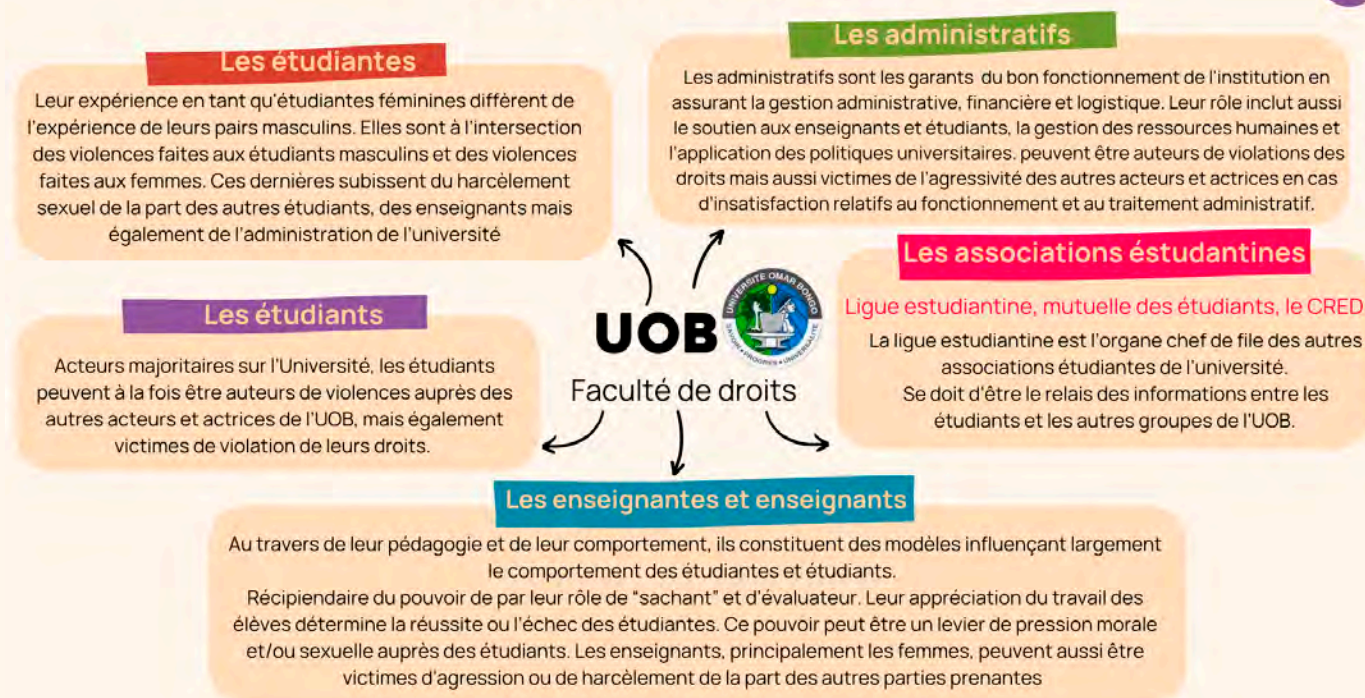 Les étudiantes
Leur expérience en tant qu'étudiantes féminines diffèrent de
l'expérience de leurs pairs masculins. Elles sont à l'intersection
des violences faites aux étudiants masculins et des violences
faites aux femmes. Ces dernières subissent du harcèlement
sexuel de la part des autres étudiants, des enseignants mais
également de l'administration de l'université
Les administratifs
Les administratifs sont les garants du bon fonctionnement de l'institution en
assurant la gestion administrative, financière et logistique. Leur rôle inclut aussi
le soutien aux enseignants et étudiants, la gestion des ressources humaines et
l'application des politiques universitaires. peuvent être auteurs de violations des
droits mais aussi victimes de l'agressivité des autres acteurs et actrices en cas
d'insatisfaction relatifs au fonctionnement et au traitement administratif.
Les étudiants
Acteurs majoritaires sur l'Université, les étudiants
peuvent à la fois être auteurs de violences auprès des
autres acteurs et actrices de l'UOB, mais également
victimes de violation de leurs droits.
UOB
UNIVERSITE OMAR BONGO
SAVOIR • PROGRES • UNIVERSALITE
Faculté de droits
Les associations éstudantines
Ligue estudiantine, mutuelle des étudiants, le CRED
La ligue estudiantine est l'organe chef de file des autres
associations étudiantes de l'université.
Se doit d'être le relais des informations entre les
étudiants et les autres groupes de l'UOB.
Les enseignantes et enseignants
Au travers de leur pédagogie et de leur comportement, ils constituent des modèles influençant largement
le comportement des étudiantes et étudiants.
Récipiendaire du pouvoir de par leur rôle de "sachant" et d'évaluateur. Leur appréciation du travail des
élèves détermine la réussite ou l'échec des étudiantes. Ce pouvoir peut être un levier de pression morale
et/ou sexuelle auprès des étudiants. Les enseignants, principalement les femmes, peuvent aussi être
victimes d'agression ou de harcèlement de la part des autres parties prenantes